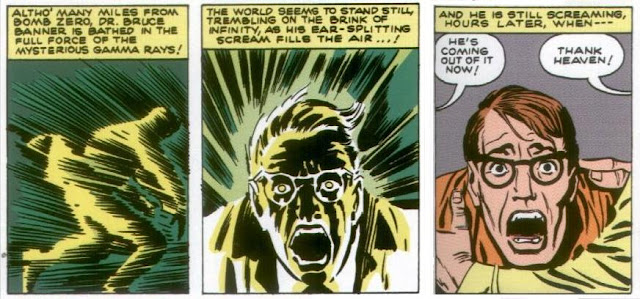 ALTHO' MANY MILES FROM
BOMB ZERO, DR. BRUCE
BANNER IS BATHED IN THE
FULL FORCE OF THE
MYSTERIOUS GAMMA RAYS!
THE WORLD SEEMS TO STAND STILL,
TREMBLING ON THE BRINK OF
INFINITY, AS HIS EAR-SPLITTING
SCREAM FILLS THE AIR...!
AND HE IS STILL SCREAMING,
HOURS LATER, WHEN---
HE'S
COMING
OUT OF IT
NOW!
THANK
HEAVEN!